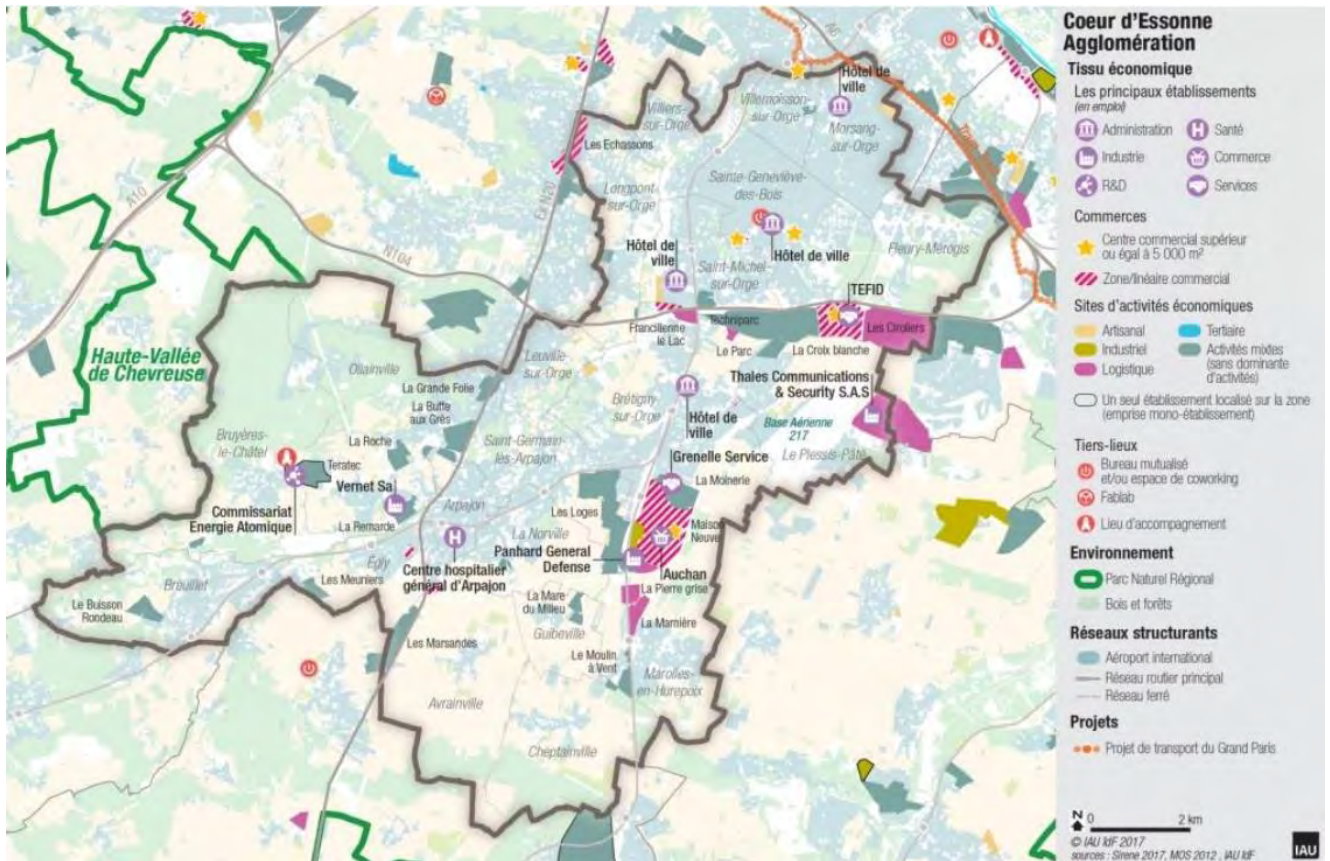 Coeur d'Essonne
Agglomération
Tissu économique
Les principaux établissements
(en emploi)
Administration
Santé
Industrie
Commerce
R&D
Services
Commerces
Centre commercial supérieur
ou égal à 5 000 m²
Zone/linéaire commercial
Sites d'activités économiques
Artisanal
Tertiaire
Industriel
Activités mixtes
(sans dominante
d'activités)
Logistique
Un seul établissement localisé sur la zone
(emprise mono-établissement)
Tiers-lieux
Bureau mutualisé
et/ou espace de coworking
Fablab
Lieu d'accompagnement
Environnement
Parc Naturel Régional
Bois et forêts
Réseaux structurants
Aéroport international
Réseau routier principal
Réseau ferré
Projets
Projet de transport du Grand Paris
N
0
2 km
© IAU IdF 2017
sources : Sirene 2017, MOS 2012 , IAU IdF
IAU
A6
Hôtel de
ville
Villiers-
sur-Orge
Villemoisson-
sur-Orge
Morsang-
sur-Orge
Les Echassons
Ex N20
A10
N104
Longpont-
sur-Orge
Sainte-Geneviève-
des-Bois
Fleury-Mérogis
Hôtel de
ville
Hôtel de ville
Saint-Michel-
sur-Orge
TEFID
Les Ciroliers
Francilienne
le Lac
Techniparc
Le Parc
La Croix blanche
Haute-Vallée
de Chevreuse
Ollainville
Leuville-
sur-Orge
Thales Communications
& Security S.A.S
La Grande Folie
La Butte
aux Grès
Brétigny-
sur-Orge
Hôtel de
ville
Base Aérienne
217
Le Plessis-Pâté
Bruyères-
le-Châtel
La Roche
Saint-Germain-
lès-Arpajon
Teratec
Grenelle Service
La Moinerie
Vernet Sa
Commissariat
Energie Atomique
La Remarde
Arpajon
Les Loges
Maison
Neuve
La Norville
Égly
Panhard General
Defense
Auchan
Centre hospitalier
général d'Arpajon
Breuillet
Les Meuniers
La Pierre grise
Le Buisson
Rondeau
La Mare
du Milieu
La Marnière
Guibeville
Les Marsandes
Le Moulin
à Vent
Marolles-
en-Hurepoix
Avrainville
Cheptainville